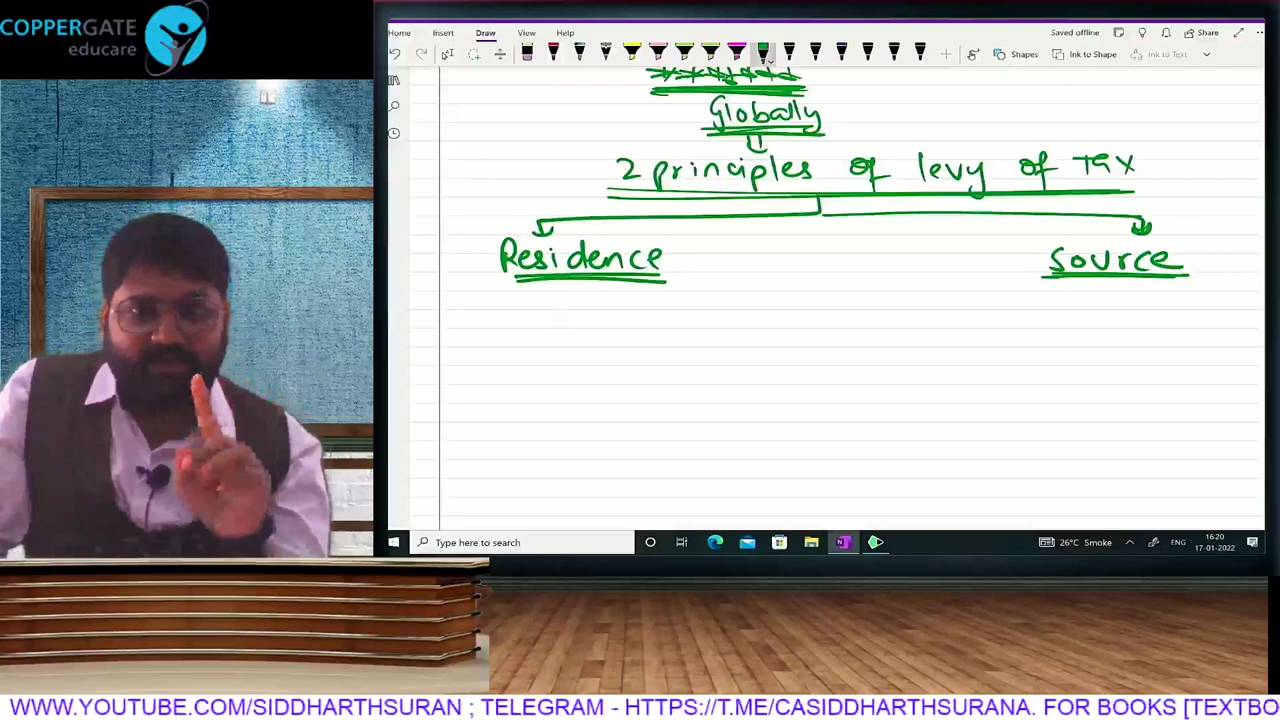 COPPERGATE
educare
Home Insert Draw View Help
Saved offline
Share
Shapes
Ink to Shape
Ink to Text
Globally
2 principles of levy of Tax
Residence
Source
Type here to search
26°C Smoke
ENG
16:20
17-01-2022
WWW.YOUTUBE.COM/SIDDHARTHSURAN ; TELEGRAM - HTTPS://T.ME/CASIDDHARTHSURANA. FOR BOOKS [TEXTBO